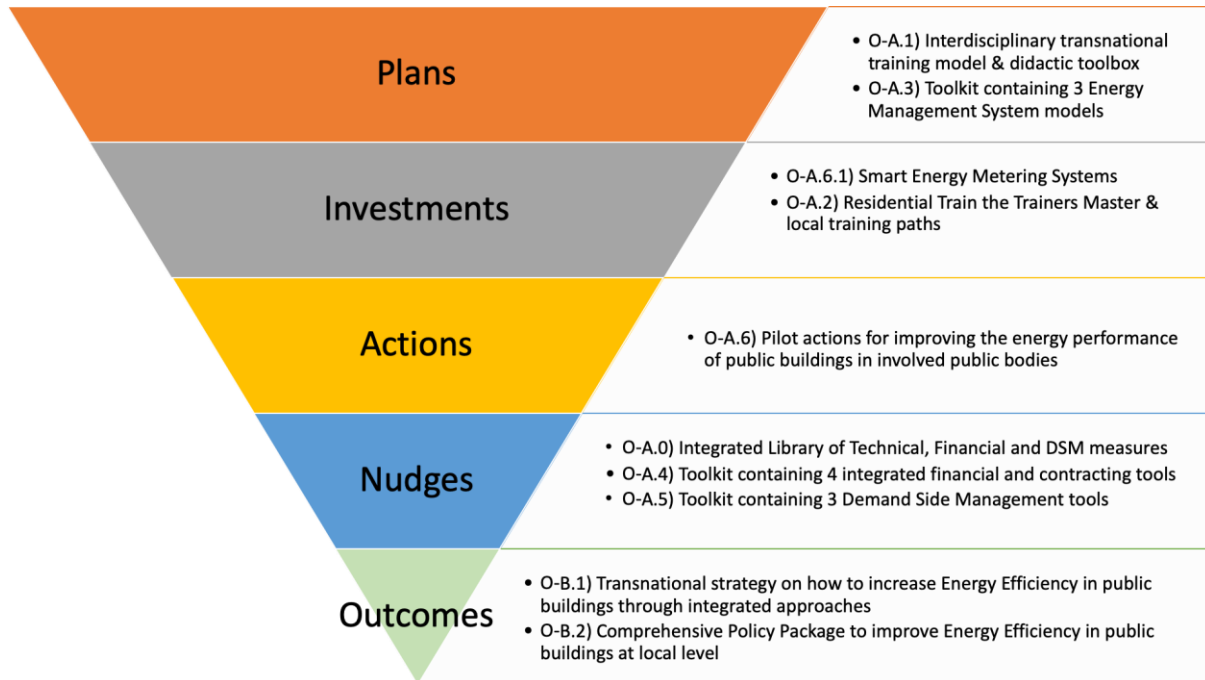 Plans
• O-A.1) Interdisciplinary transnational
training model & didactic toolbox
• O-A.3) Toolkit containing 3 Energy
Management System models
Investments
• O-A.6.1) Smart Energy Metering Systems
• O-A.2) Residential Train the Trainers Master &
local training paths
Actions
• O-A.6) Pilot actions for improving the energy performance
of public buildings in involved public bodies
Nudges
• O-A.0) Integrated Library of Technical, Financial and DSM measures
• O-A.4) Toolkit containing 4 integrated financial and contracting tools
• O-A.5) Toolkit containing 3 Demand Side Management tools
Outcomes
• O-B.1) Transnational strategy on how to increase Energy Efficiency in public
buildings through integrated approaches
• O-B.2) Comprehensive Policy Package to improve Energy Efficiency in public
buildings at local level